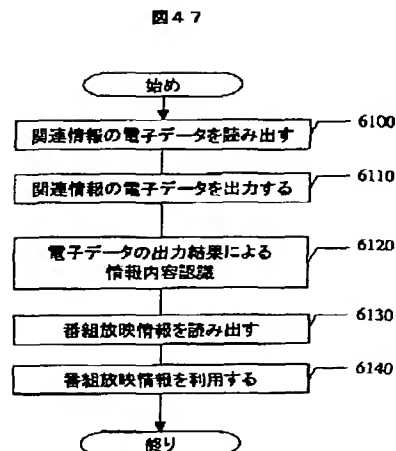 図47
始め
関連情報の電子データを読み出す
6100
関連情報の電子データを出力する
6110
電子データの出力結果による
情報内容認識
6120
番組放映情報を読み出す
6130
番組放映情報を利用する
6140
終り